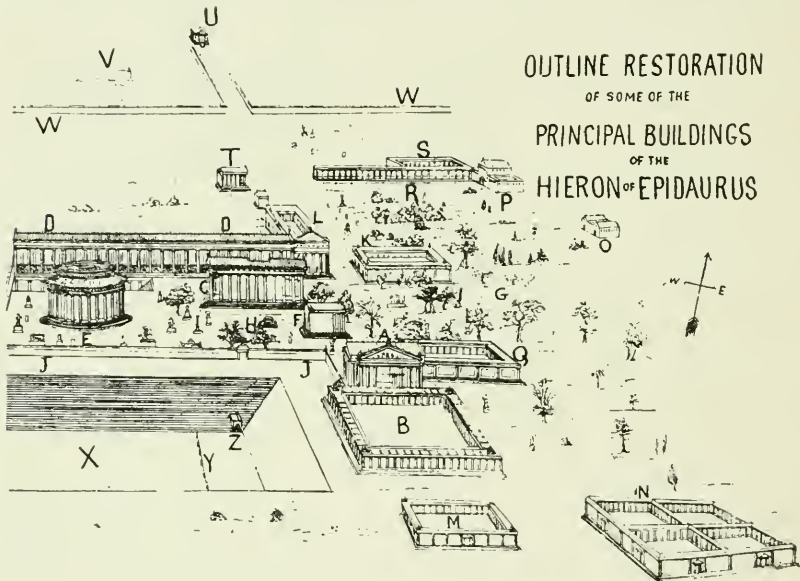 U
V
OUTLINE RESTORATION
OF SOME OF THE
W
W
PRINCIPAL BUILDINGS
OF THE
HIERON OF EPIDAURUS
T
S
R
P
D
D
L
O
K
W E
C
G
F
H
E
A
Q
J
J
B
Z
X
Y
N
M